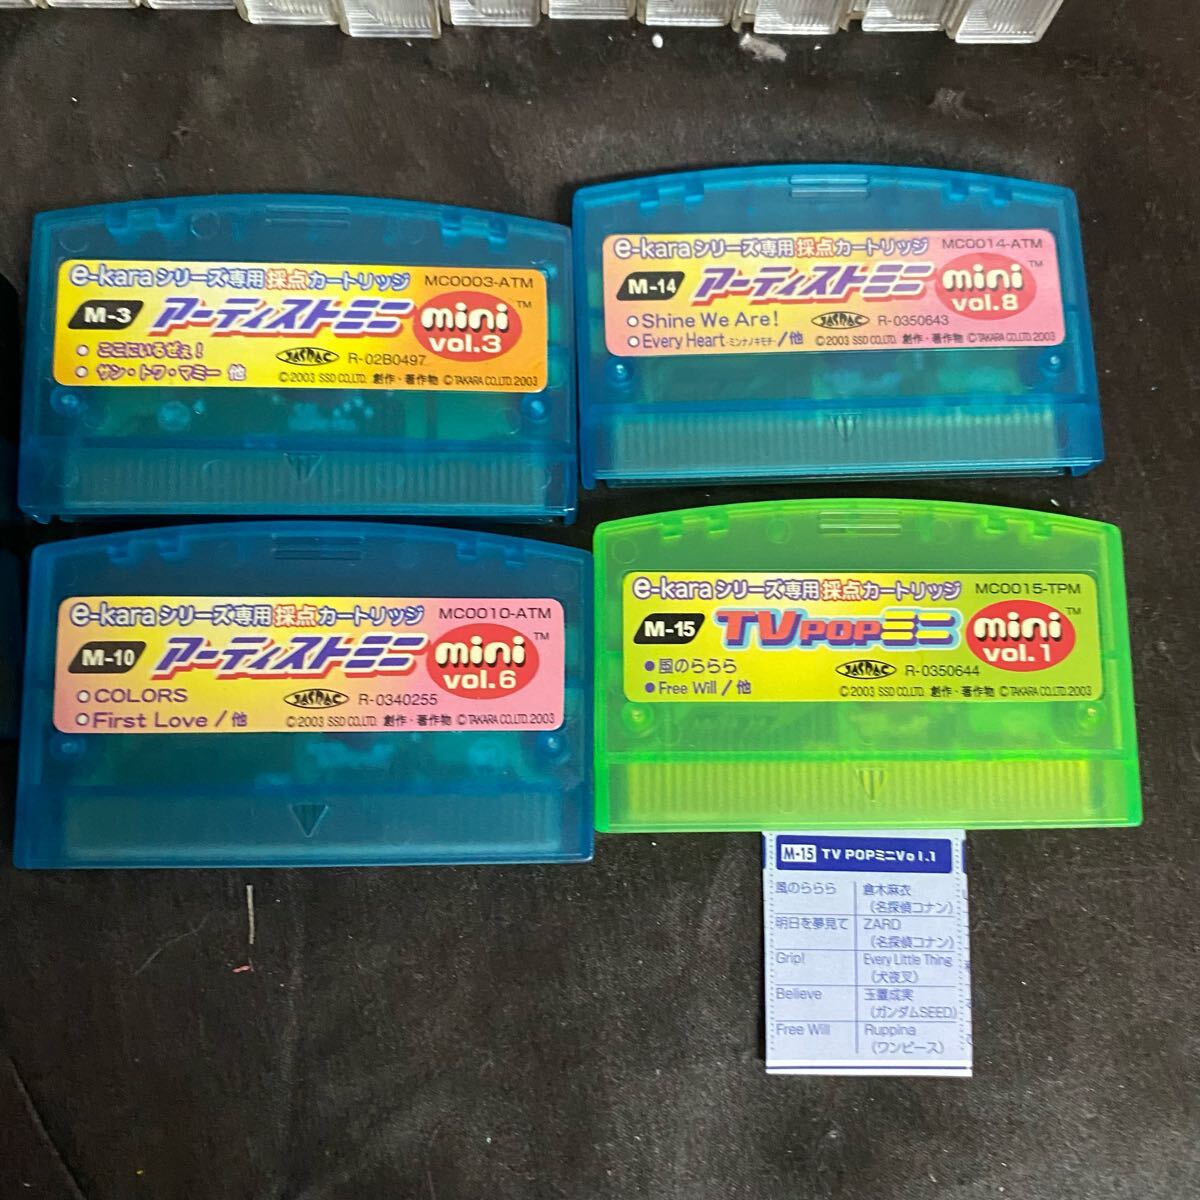 e-karaシリーズ専用 採点カートリッジ MC0003-ATM
M-3 アーティストミニ mini vol.3 TM
○ ここにいるぜぇ!
○ サン・トワ・マミー 他
JASRAC R-02B0497
©2003 SSD CO.,LTD. 創作・著作物 ©TAKARA CO.,LTD.2003
e-karaシリーズ専用 採点カートリッジ MC0014-ATM
M-14 アーティストミニ mini vol.8 TM
○Shine We Are! JASRAC R-0350643
○Every Heart -ミンナノキモチ-/他 ©2003 SSD CO.,LTD. 創作・著作物 ©TAKARA CO.,LTD.2003
e-karaシリーズ専用 採点カートリッジ MC0010-ATM
M-10 アーティストミニ mini vol.6 TM
○COLORS JASRAC R-0340255
○First Love / 他 ©2003 SSD CO.,LTD. 創作・著作物 ©TAKARA CO.,LTD.2003
e-karaシリーズ専用 採点カートリッジ MC0015-TPM
M-15 TV POPミニ mini vol.1 TM
●風のららら JASRAC R-0350644
●Free Will / 他 ©2003 SSD CO.,LTD. 創作・著作物 ©TAKARA CO.,LTD.2003
M-15 TV POPミニVol.1
風のららら 倉木麻衣
(名探偵コナン)
明日を夢見て ZARD
(名探偵コナン)
Grip! Every Little Thing
(犬夜叉)
Believe 玉置成実
(ガンダムSEED)
Free Will Ruppina
(ワンピース)